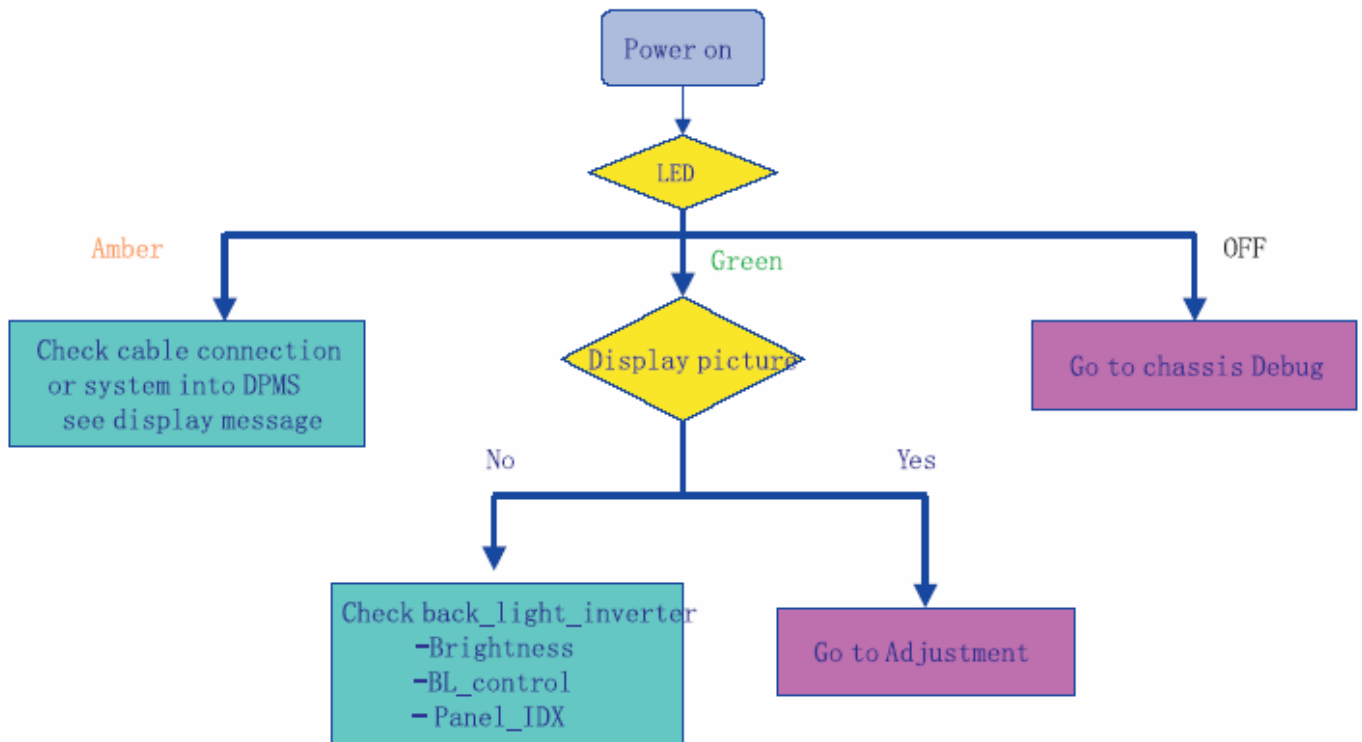 Power on
LED
Amber
Green
OFF
Check cable connection
or system into DPMS
see display message
Display picture
Go to chassis Debug
No
Yes
Check back_light_inverter
-Brightness
-BL_control
-Panel_IDX
Go to Adjustment